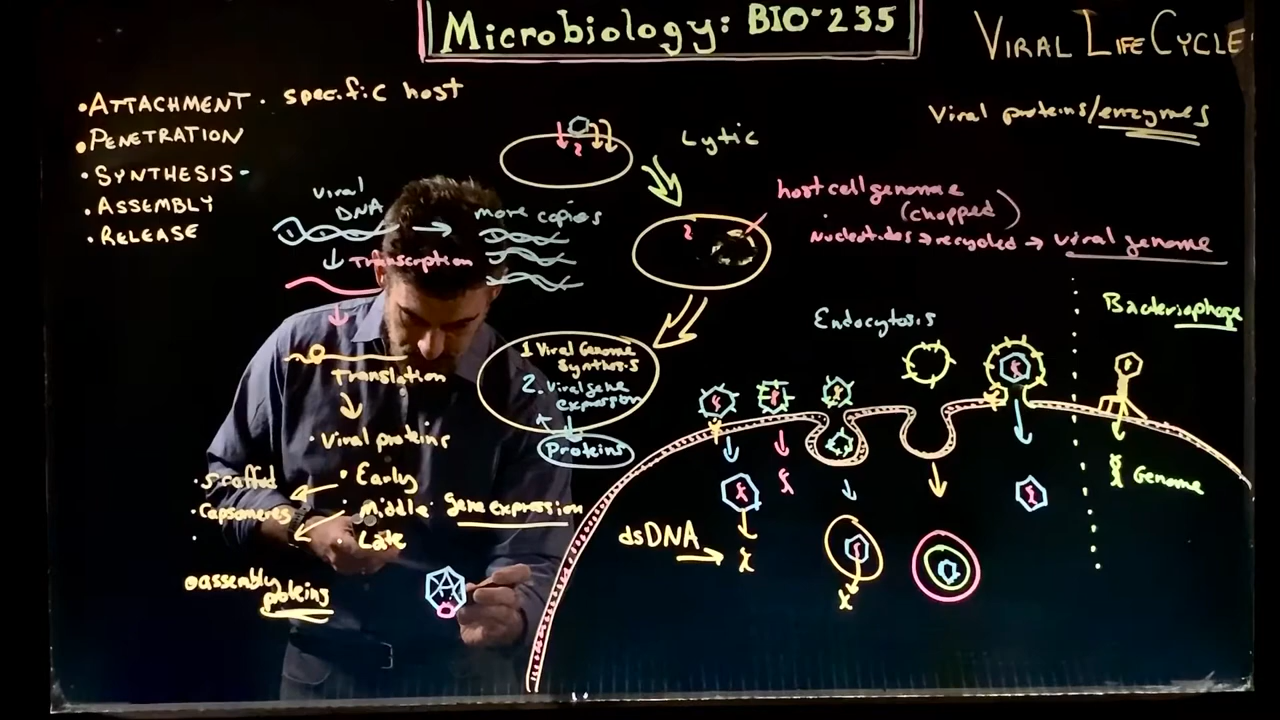 Microbiology: BIO-235
VIRAL LIFE CYCLE
• ATTACHMENT • specific host
• PENETRATION
• SYNTHESIS -
• ASSEMBLY
• RELEASE
Viral proteins/enzymes
Lytic
viral
DNA
more copies
Transcription
host cell genome
(chopped)
Nucleotides → recycled → viral genome
Translation
• Viral proteins
• Early
• Middle • gene expression
• Late
• Scaffold
• Capsomeres
•
• assembly
proteins
1 Viral Genome
Synthesis
2. Viral gene
expression
Proteins
Endocytosis
Bacteriophage
Genome
dsDNA